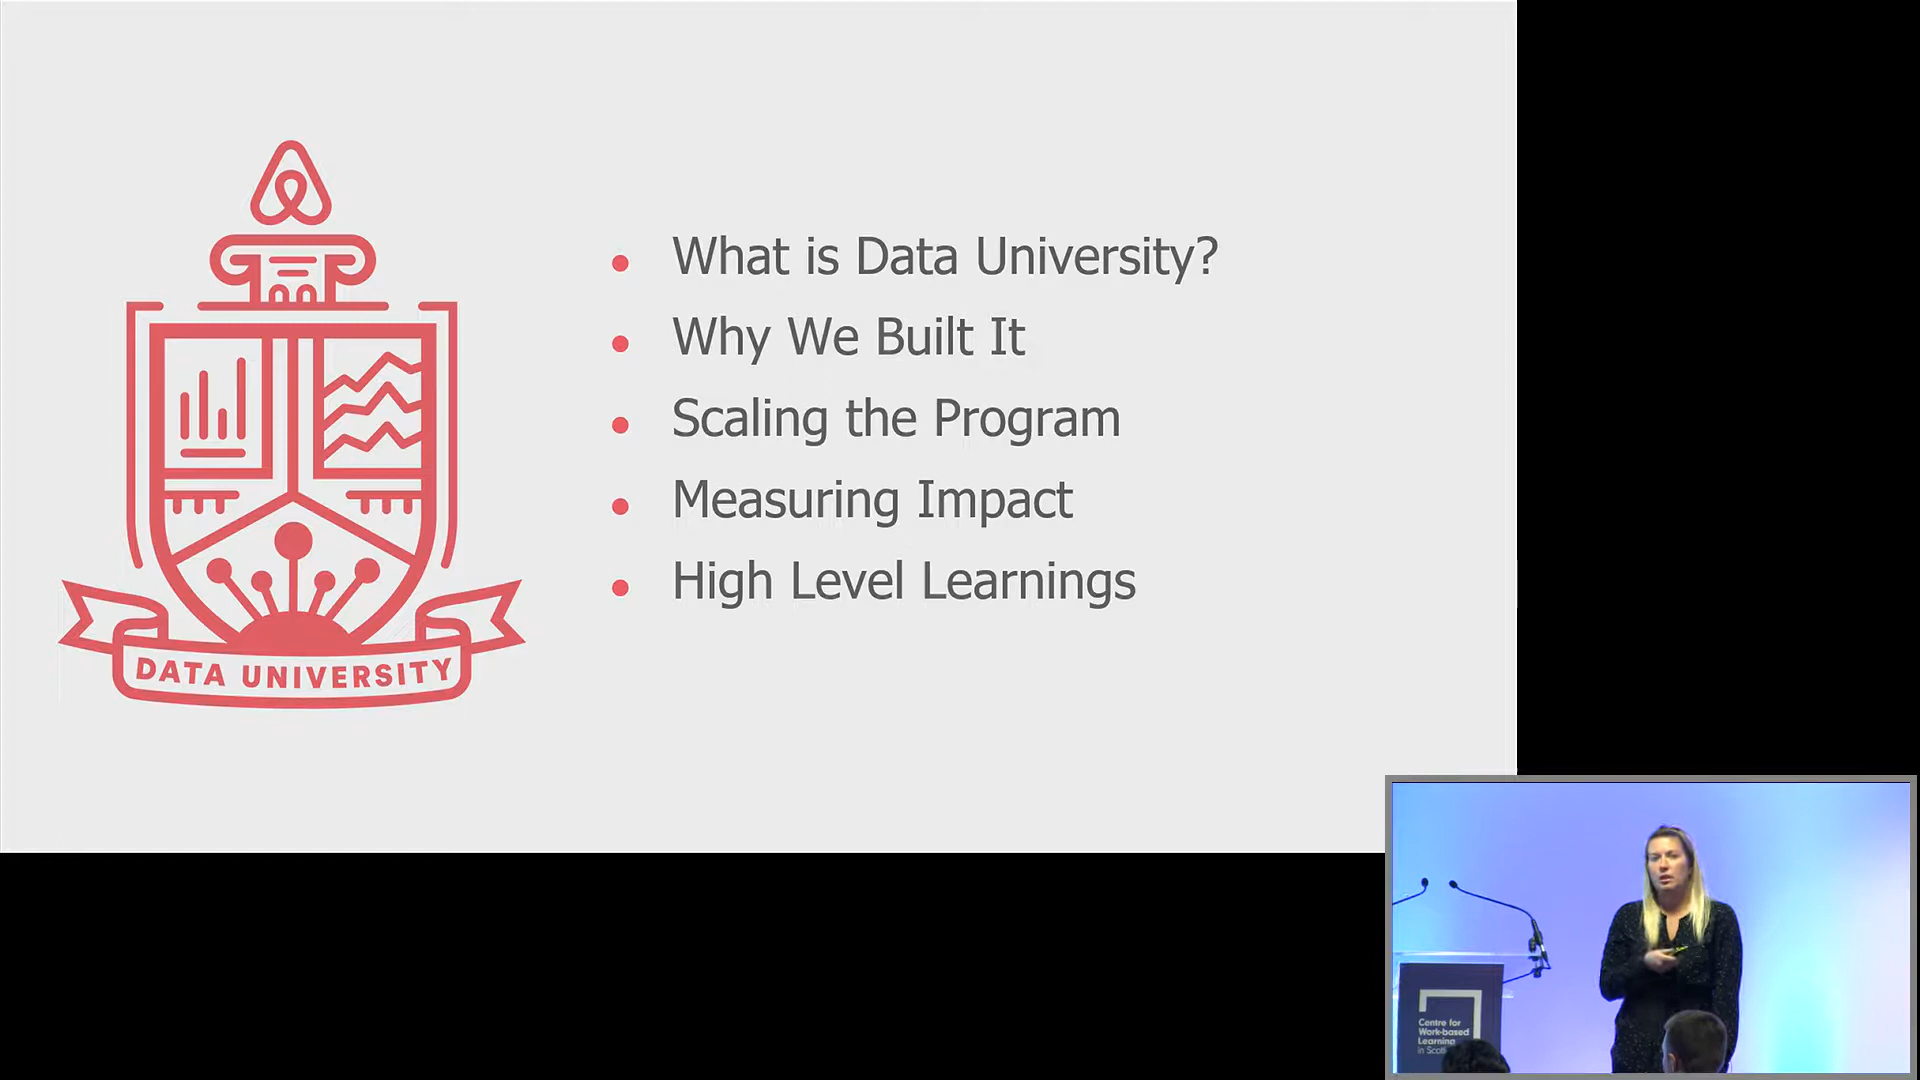 What is Data University?
Why We Built It
Scaling the Program
Measuring Impact
High Level Learnings
DATA UNIVERSITY
Centre for
Work-based
Learning
in